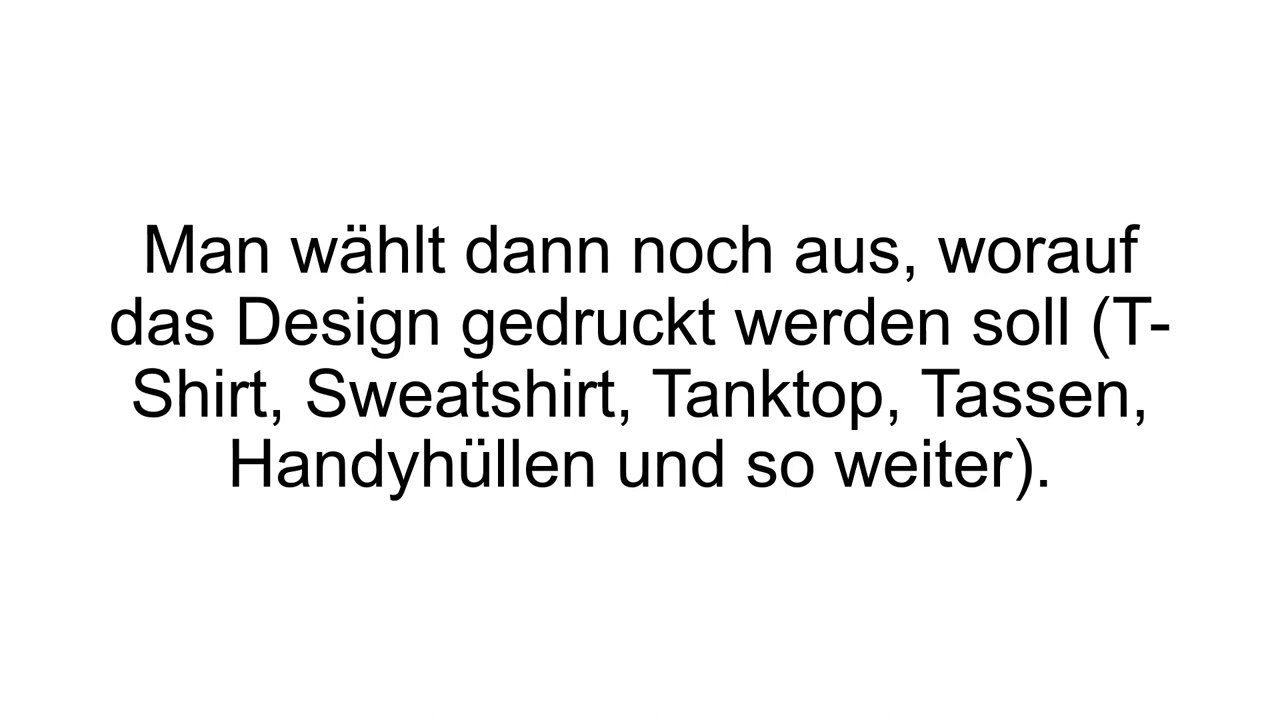 Man wählt dann noch aus, worauf
das Design gedruckt werden soll (T-
Shirt, Sweatshirt, Tanktop, Tassen,
Handyhüllen und so weiter).